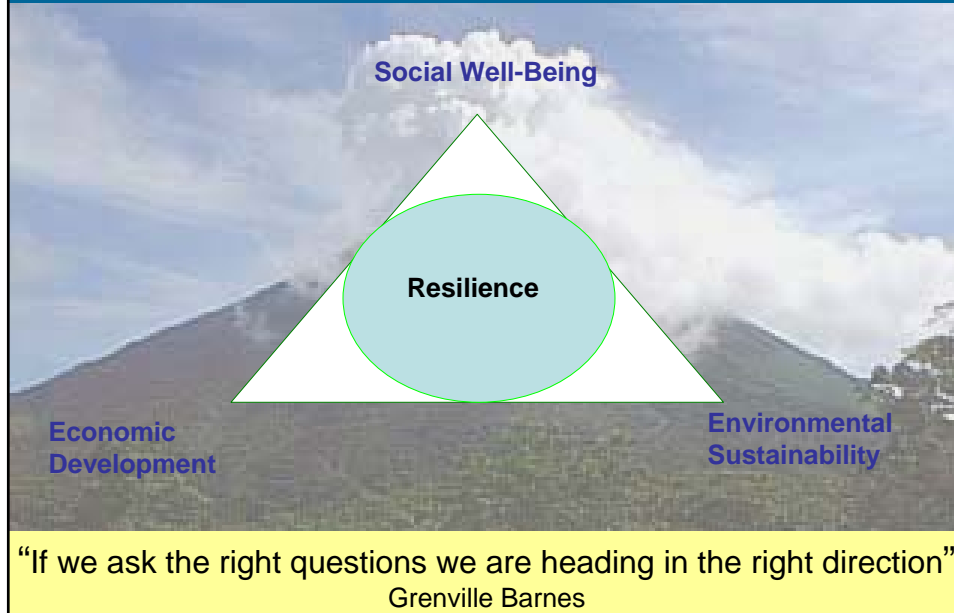 Social Well-Being
Resilience
Economic
Development
Environmental
Sustainability
“If we ask the right questions we are heading in the right direction”
Grenville Barnes